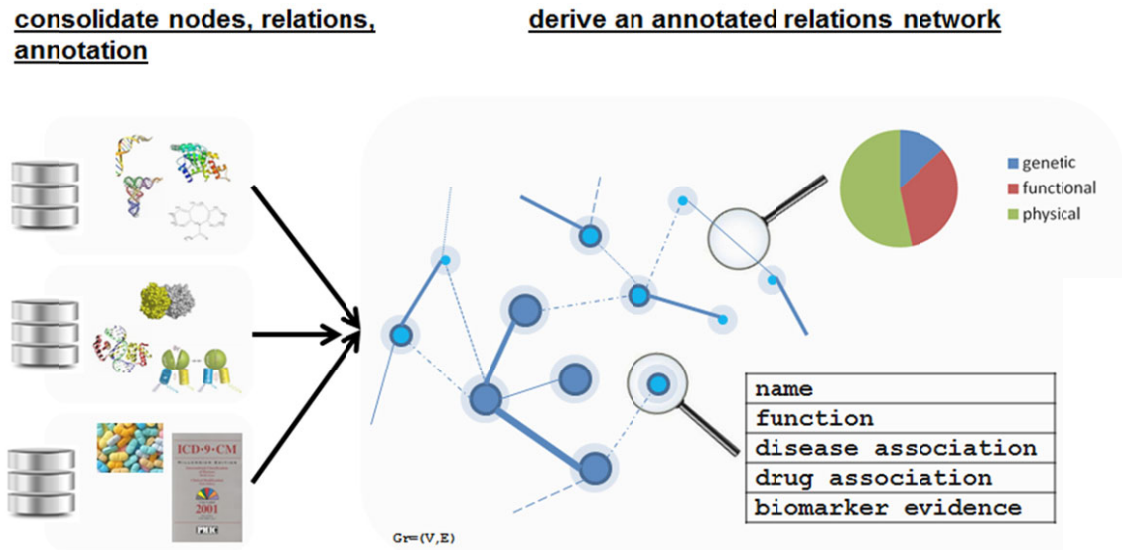 consolidate nodes, relations,
annotation
derive an annotated relations network
genetic
functional
physical
name
function
disease association
drug association
biomarker evidence
ICD•9•CM
2001
PMIC
Gr=(V,E)